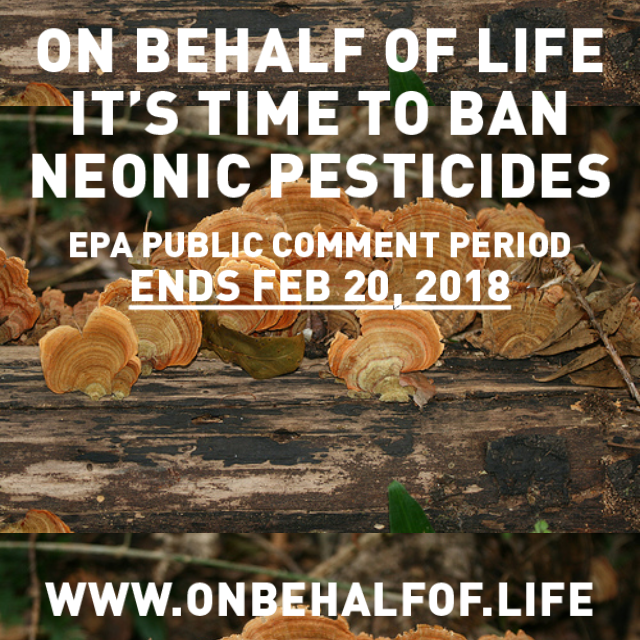 ON BEHALF OF LIFE
IT'S TIME TO BAN
NEONIC PESTICIDES
EPA PUBLIC COMMENT PERIOD
ENDS FEB 20, 2018
WWW.ONBEHALFOF.LIFE